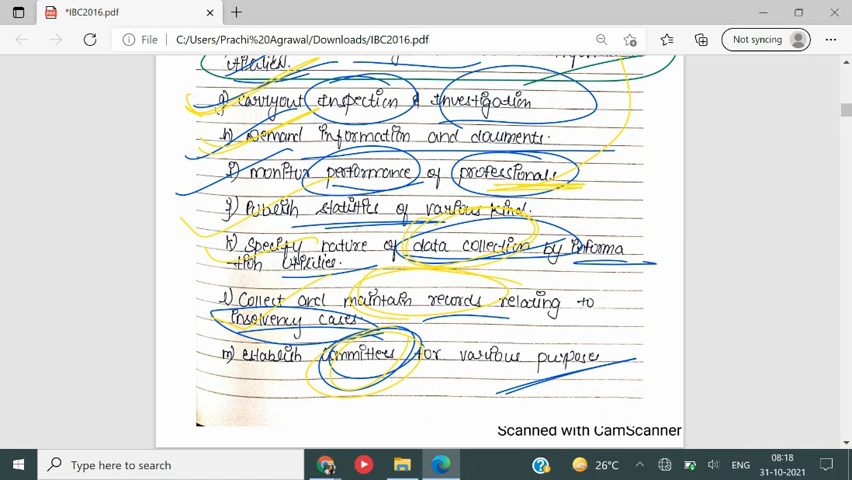 *IBC2016.pdf
File C:/Users/Prachi%20Agrawal/Downloads/IBC2016.pdf Not syncing
utilities.
g) carryout inspection & investigation
h) Demand information and documents.
i) monitor performance of professionals.
j) Publish statistics of various kind.
k) Specify nature of data collection by informa
tion utilities.
l) Collect and maintain records relating to
insolvency cases.
m) establish committees for various purposes
Scanned with CamScanner
Type here to search 26°C ENG 08:18
31-10-2021